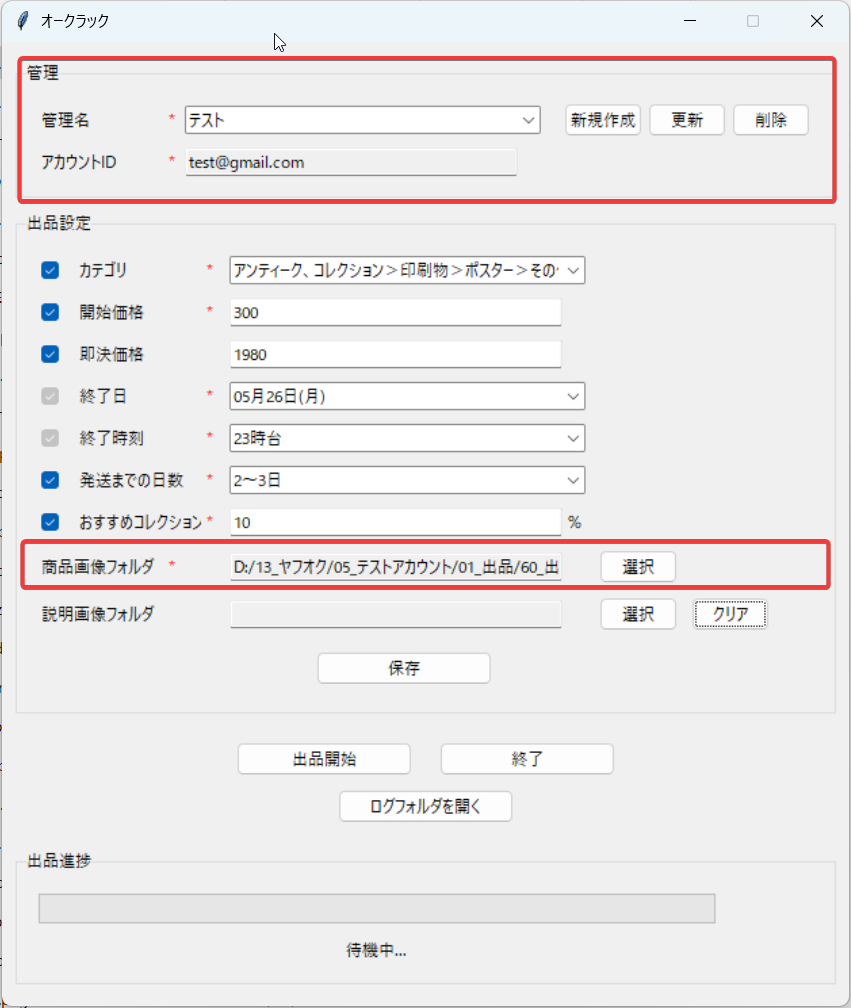 オークラック
管理
管理名 * テスト 新規作成 更新 削除
アカウントID * test@gmail.com
出品設定
カテゴリ * アンティーク、コレクション＞印刷物＞ポスター＞その
開始価格 * 300
即決価格 1980
終了日 * 05月26日(月)
終了時刻 * 23時台
発送までの日数 * 2～3日
おすすめコレクション * 10 %
商品画像フォルダ * D:/13_ヤフオク/05_テストアカウント/01_出品/60_出 選択
説明画像フォルダ 選択 クリア
保存
出品開始 終了
ログフォルダを開く
出品進捗
待機中...